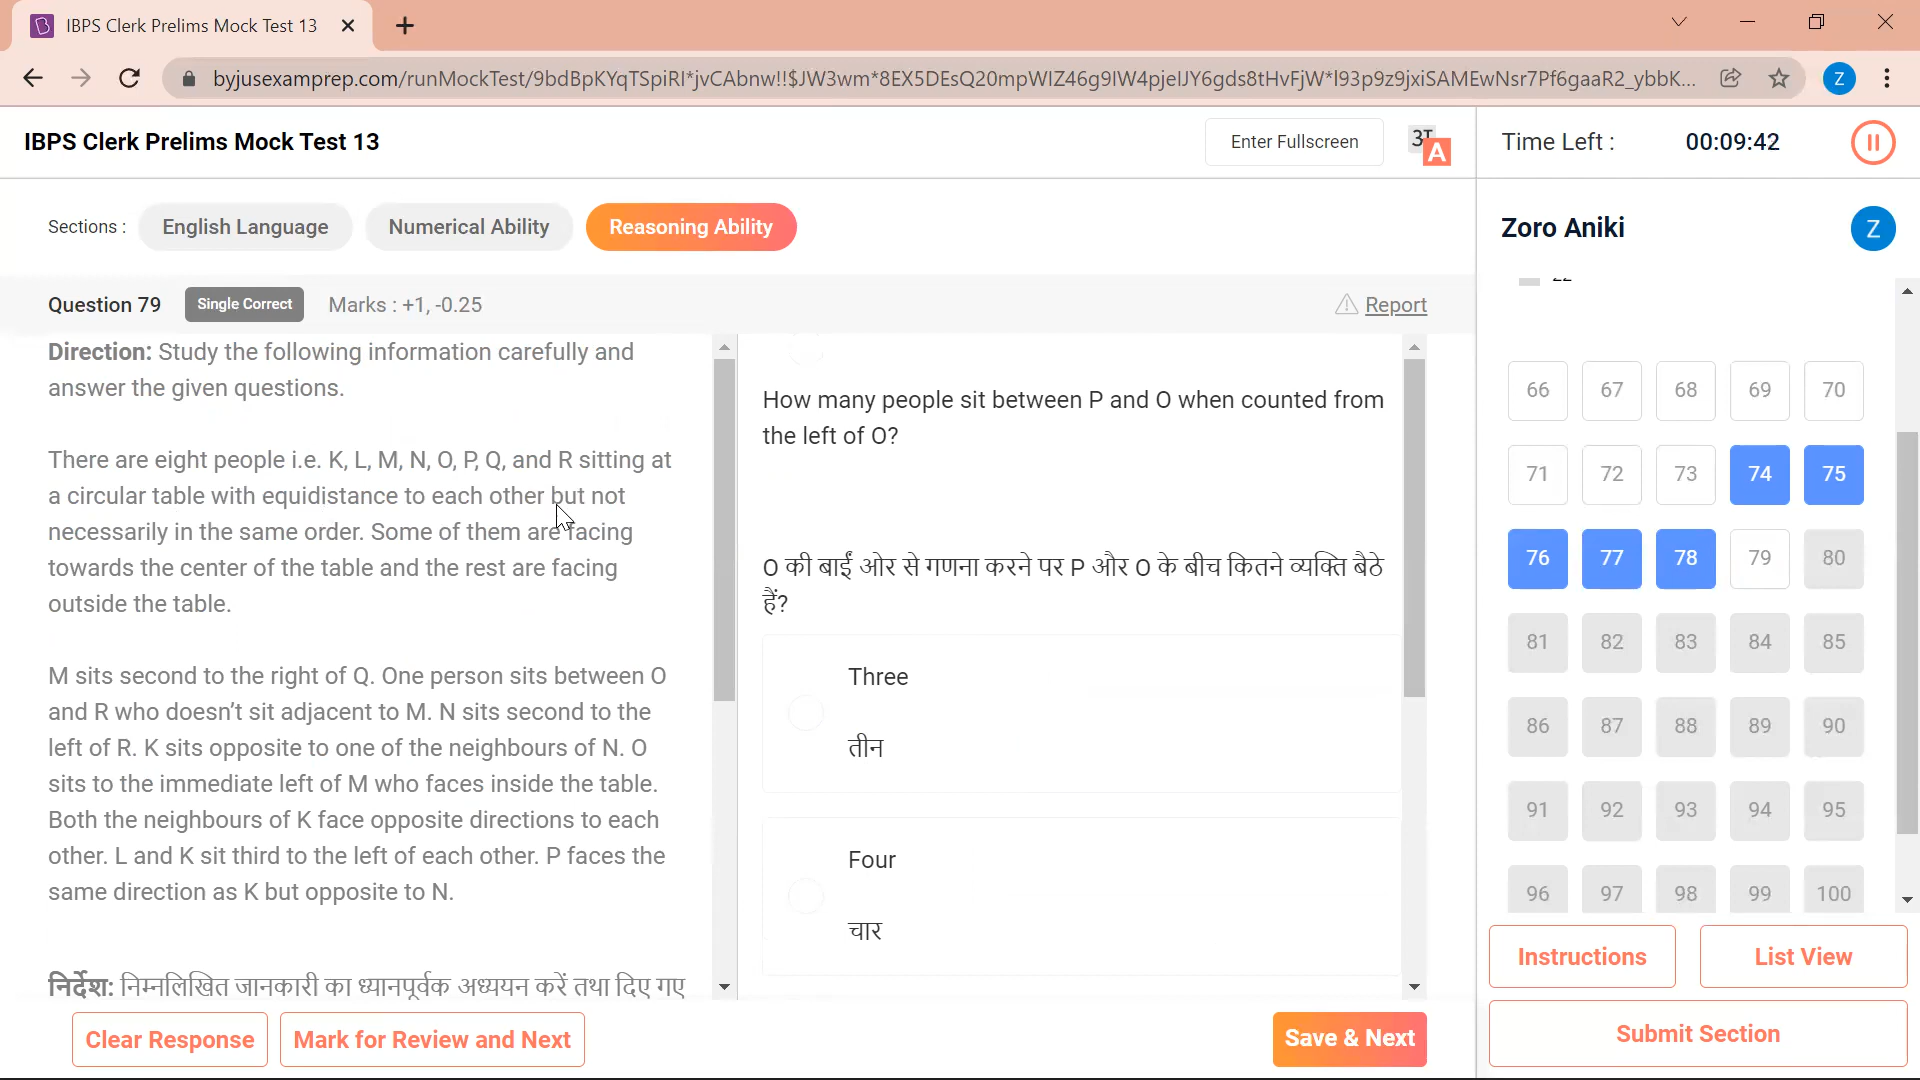 IBPS Clerk Prelims Mock Test 13
byjusexamprep.com/runMockTest/9bdBpKYqTSpiRI*jvCAbnw!!$JW3wm*8EX5DEsQ20mpWIZ46g9IW4pjeIJY6gds8tHvFjW*I93p9z9jxiSAMEwNsr7Pf6gaaR2_ybbK...
Z
IBPS Clerk Prelims Mock Test 13
Enter Fullscreen
A
Time Left :
00:09:42
Sections :
English Language
Numerical Ability
Reasoning Ability
Zoro Aniki
Z
Question 79
Single Correct
Marks : +1, -0.25
Report
Direction: Study the following information carefully and
answer the given questions.
There are eight people i.e. K, L, M, N, O, P, Q, and R sitting at
a circular table with equidistance to each other but not
necessarily in the same order. Some of them are facing
towards the center of the table and the rest are facing
outside the table.
M sits second to the right of Q. One person sits between O
and R who doesn’t sit adjacent to M. N sits second to the
left of R. K sits opposite to one of the neighbours of N. O
sits to the immediate left of M who faces inside the table.
Both the neighbours of K face opposite directions to each
other. L and K sit third to the left of each other. P faces the
same direction as K but opposite to N.
निर्देश: निम्नलिखित जानकारी का ध्यानपूर्वक अध्ययन करें तथा दिए गए
How many people sit between P and O when counted from
the left of O?
O की बाईं ओर से गणना करने पर P और O के बीच कितने व्यक्ति बैठे
हैं?
Three
तीन
Four
चार
66 67 68 69 70
71 72 73 74 75
76 77 78 79 80
81 82 83 84 85
86 87 88 89 90
91 92 93 94 95
96 97 98 99 100
Instructions
List View
Clear Response
Mark for Review and Next
Save & Next
Submit Section